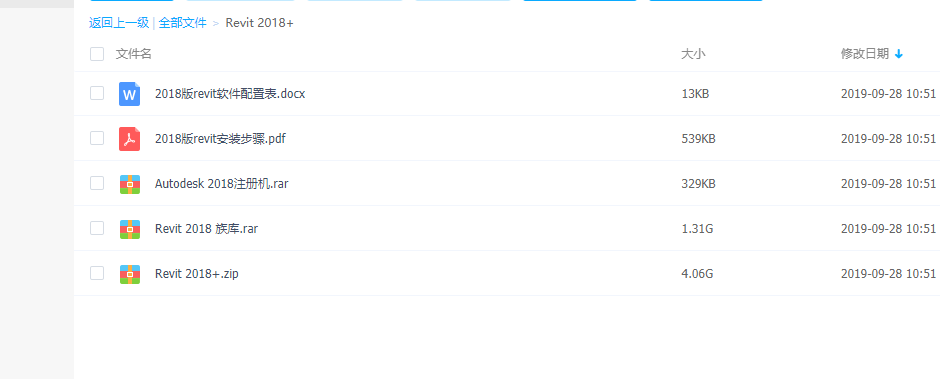 返回上一级 | 全部文件 > Revit 2018+
文件名 大小 修改日期
2018版revit软件配置表.docx 13KB 2019-09-28 10:51
2018版revit安装步骤.pdf 539KB 2019-09-28 10:51
Autodesk 2018注册机.rar 329KB 2019-09-28 10:51
Revit 2018 族库.rar 1.31G 2019-09-28 10:51
Revit 2018+.zip 4.06G 2019-09-28 10:51